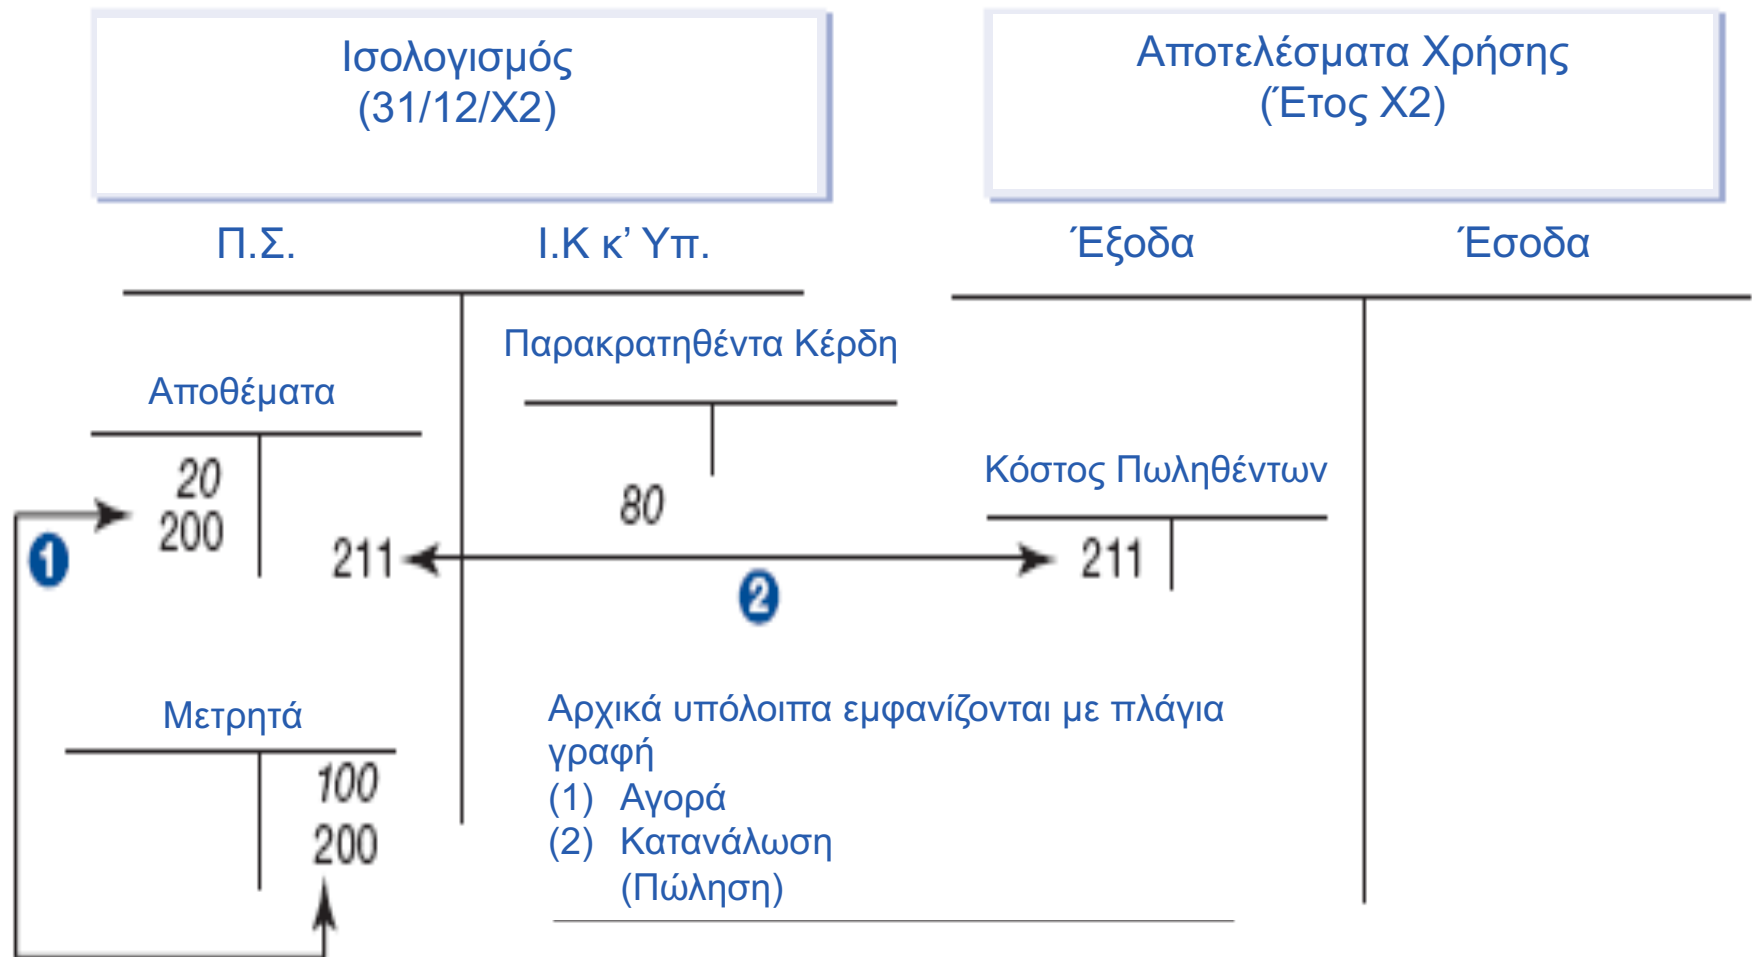 Ισολογισμός
(31/12/Χ2)
Αποτελέσματα Χρήσης
(Έτος Χ2)
Π.Σ.
Ι.Κ κ’ Υπ.
Έξοδα
Έσοδα
Παρακρατηθέντα Κέρδη
Αποθέματα
20
200
211
80
Κόστος Πωληθέντων
211
1
2
Μετρητά
100
200
Αρχικά υπόλοιπα εμφανίζονται με πλάγια
γραφή
(1) Αγορά
(2) Κατανάλωση
(Πώληση)